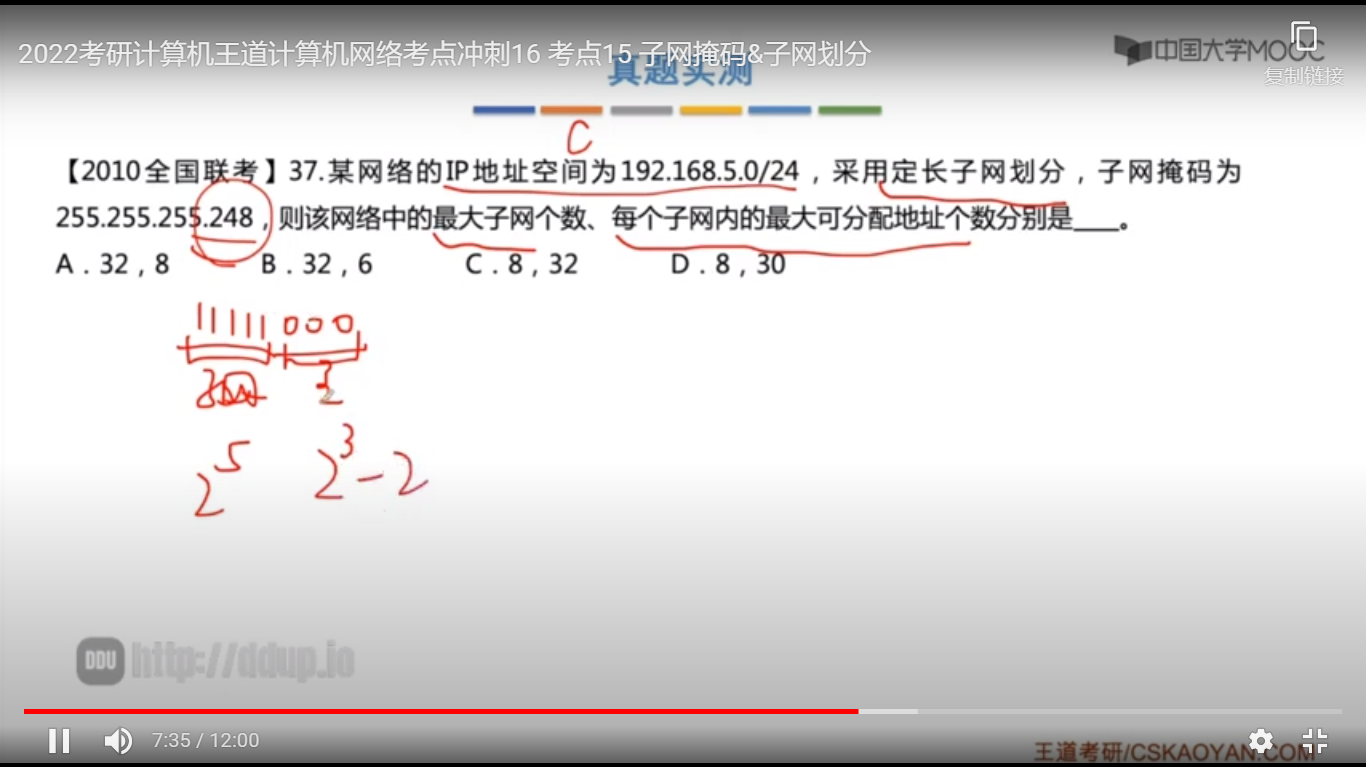 2022考研计算机王道计算机网络考点冲刺16 考点15 子网掩码&子网划分
中国大学MOOC
复制链接
真题实测
C
【2010全国联考】37.某网络的IP地址空间为192.168.5.0/24，采用定长子网划分，子网掩码为
255.255.255.248，则该网络中的最大子网个数、每个子网内的最大可分配地址个数分别是____。
A．32，8 B．32，6 C．8，32 D．8，30
11111 000
3
2^5 2^3-2
DDU http://ddup.io
7:35 / 12:00
王道考研/CSKAOYAN.COM